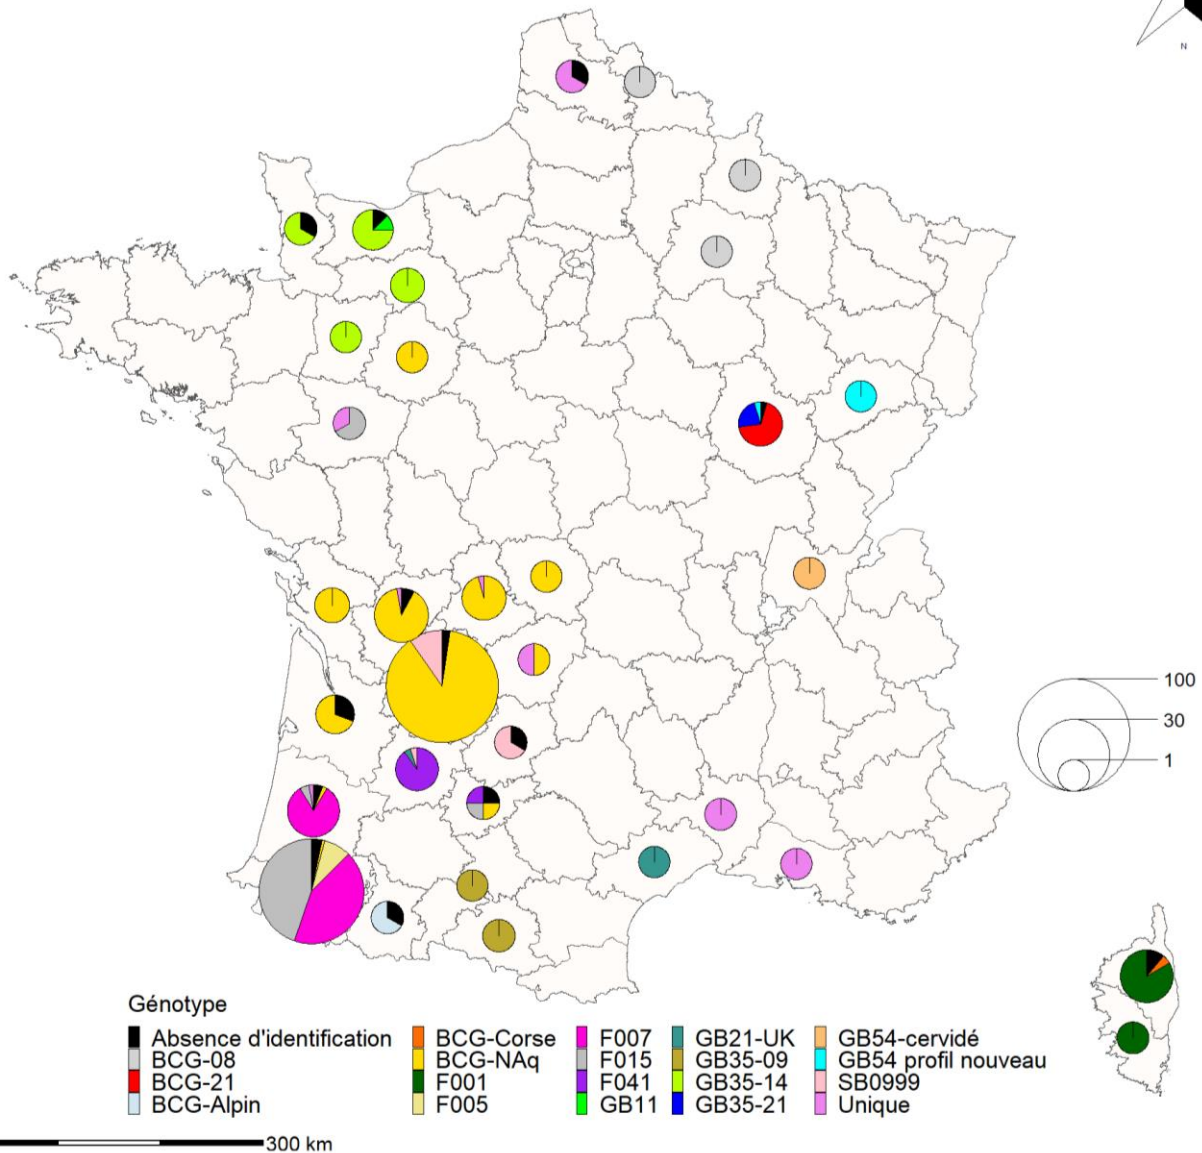 N
100
30
1
Génotype
Absence d'identification
BCG-08
BCG-21
BCG-Alpin
BCG-Corse
BCG-NAq
F001
F005
F007
F015
F041
GB11
GB21-UK
GB35-09
GB35-14
GB35-21
GB54-cervidé
GB54 profil nouveau
SB0999
Unique
300 km